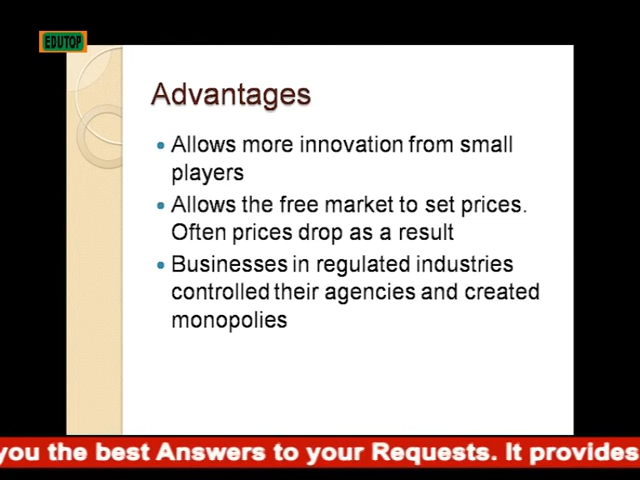 EDUTOP
Advantages
• Allows more innovation from small
players
• Allows the free market to set prices.
Often prices drop as a result
• Businesses in regulated industries
controlled their agencies and created
monopolies
you the best Answers to your Requests. It provides